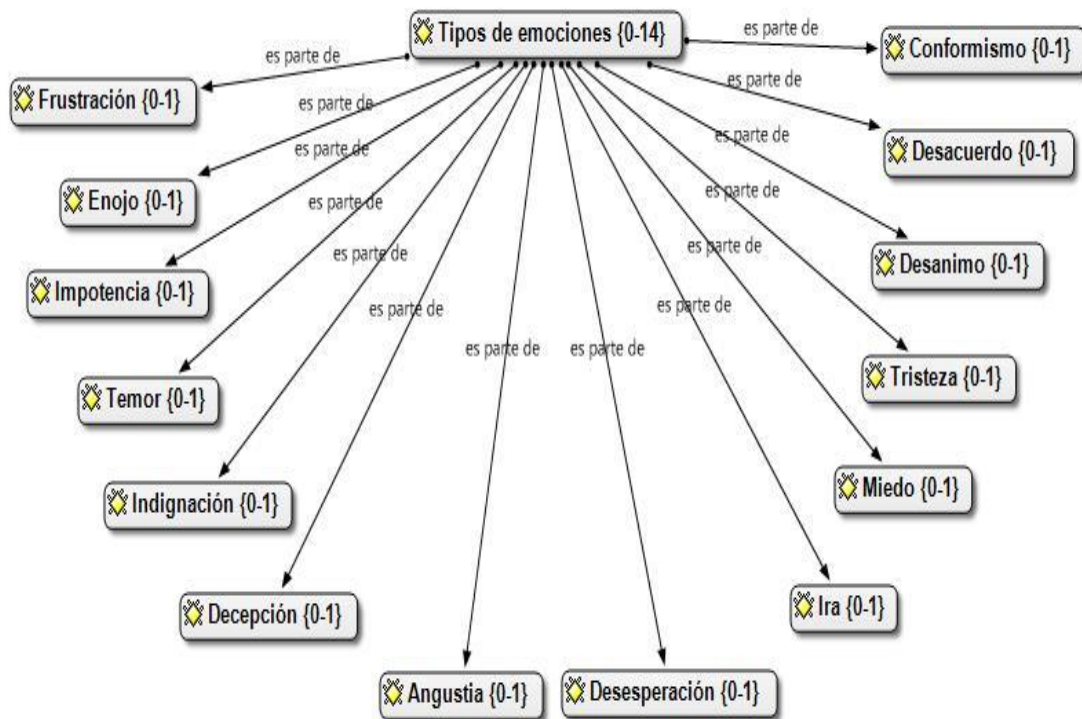 Tipos de emociones {0-14}
es parte de
Conformismo {0-1}
es parte de
Frustración {0-1}
es parte de
Desacuerdo {0-1}
es parte de
Enojo {0-1}
es parte de
Desanimo {0-1}
es parte de
Impotencia {0-1}
es parte de
Tristeza {0-1}
es parte de
Temor {0-1}
es parte de
Miedo {0-1}
es parte de
Indignación {0-1}
es parte de
Ira {0-1}
es parte de
Decepción {0-1}
es parte de
Angustia {0-1}
es parte de
Desesperación {0-1}
es parte de